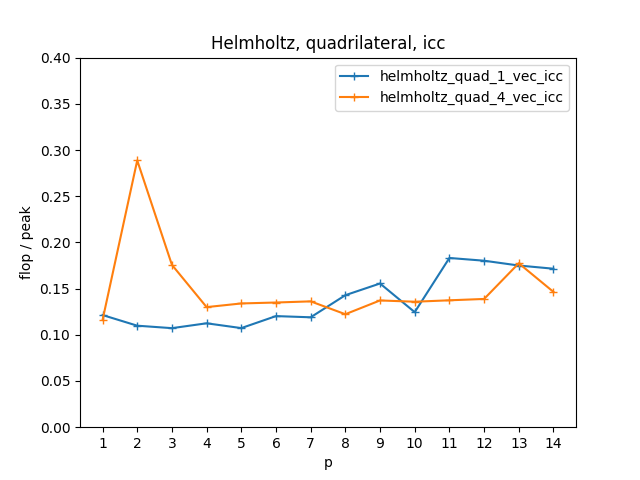 Helmholtz, quadrilateral, icc
helmholtz_quad_1_vec_icc
helmholtz_quad_4_vec_icc
flop / peak
0.40
0.35
0.30
0.25
0.20
0.15
0.10
0.05
0.00
1 2 3 4 5 6 7 8 9 10 11 12 13 14
p